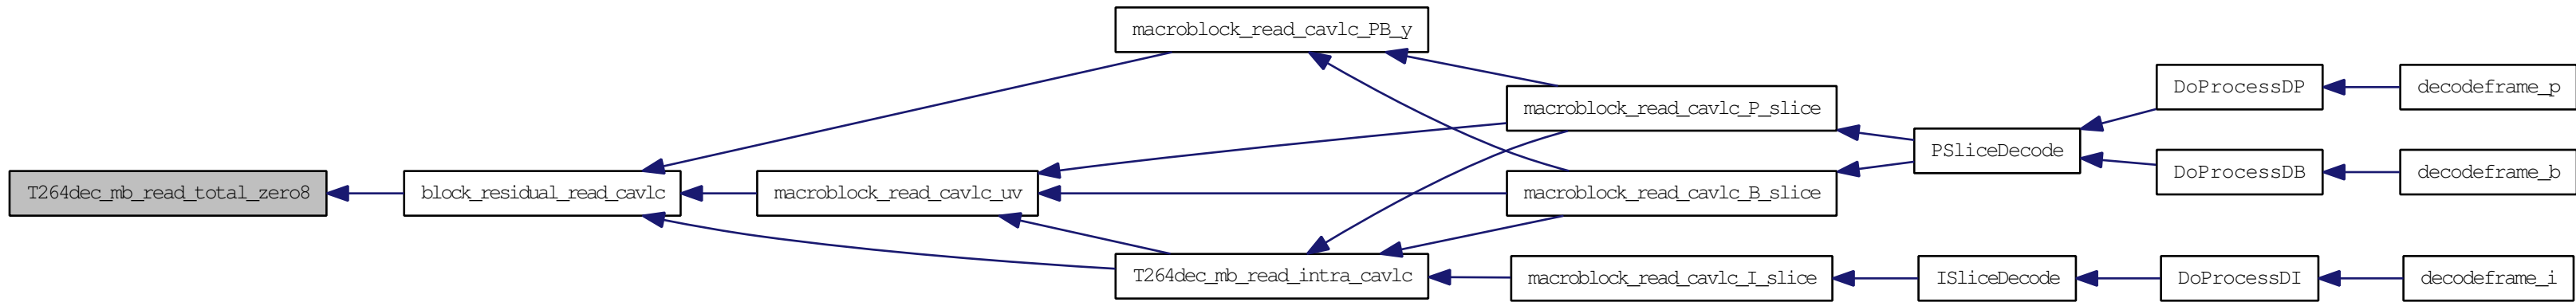 macroblock_read_cavlc_PB_y
DoProcessDP
decodeframe_p
macroblock_read_cavlc_P_slice
PSliceDecode
DoProcessDB
decodeframe_b
T264dec_mb_read_total_zero8
block_residual_read_cavlc
macroblock_read_cavlc_uv
macroblock_read_cavlc_B_slice
T264dec_mb_read_intra_cavlc
macroblock_read_cavlc_I_slice
ISliceDecode
DoProcessDI
decodeframe_i